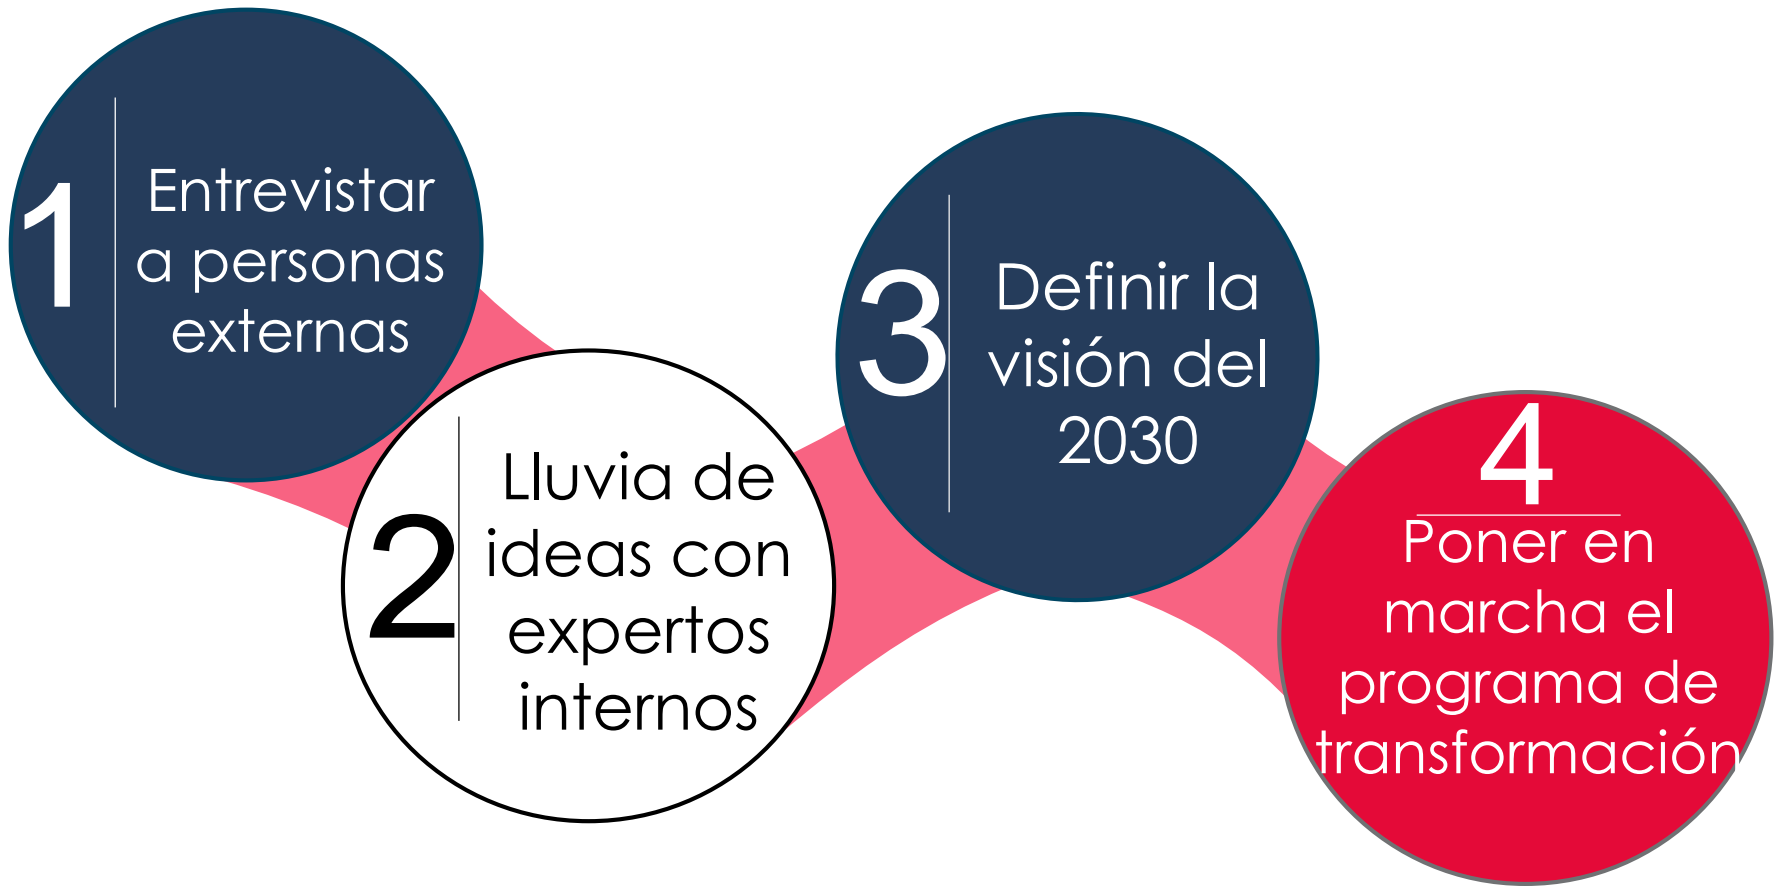 1
Entrevistar
a personas
externas
2
Lluvia de
ideas con
expertos
internos
3
Definir la
visión del
2030
4
Poner en
marcha el
programa de
transformación